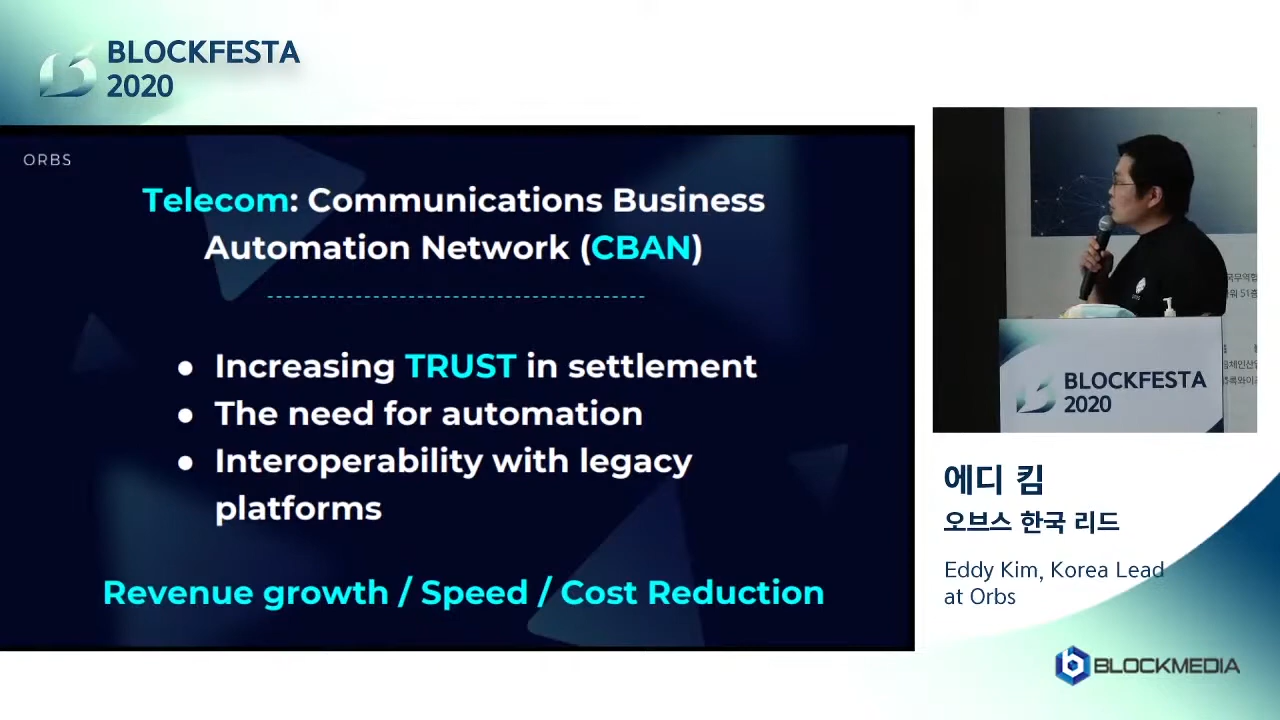 BLOCKFESTA
2020
ORBS
Telecom: Communications Business
Automation Network (CBAN)
● Increasing TRUST in settlement
● The need for automation
● Interoperability with legacy
platforms
Revenue growth / Speed / Cost Reduction
BLOCKFESTA
2020
에디 킴
오브스 한국 리드
Eddy Kim, Korea Lead
at Orbs
BLOCKMEDIA